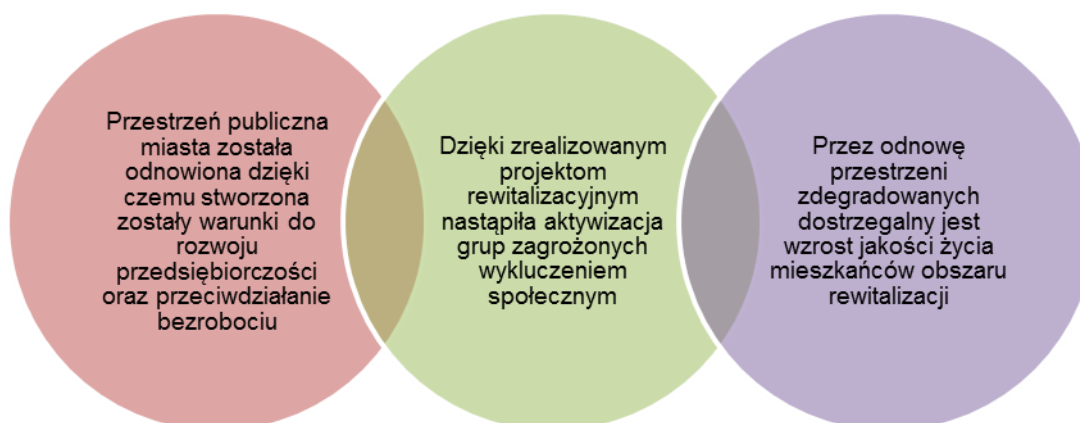 Przestrzeń publiczna
miasta została
odnowiona dzięki
czemu stworzona
zostały warunki do
rozwoju
przedsiębiorczości
oraz przeciwdziałanie
bezrobociu
Dzięki zrealizowanym
projektom
rewitalizacyjnym
nastąpiła aktywizacja
grup zagrożonych
wykluczeniem
społecznym
Przez odnowę
przestrzeni
zdegradowanych
dostrzegalny jest
wzrost jakości życia
mieszkańców obszaru
rewitalizacji